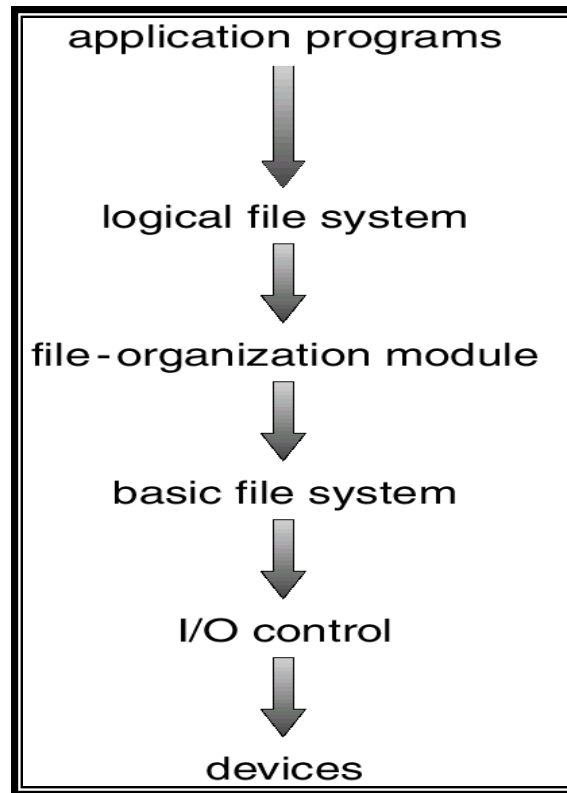 application programs
logical file system
file-organization module
basic file system
I/O control
devices